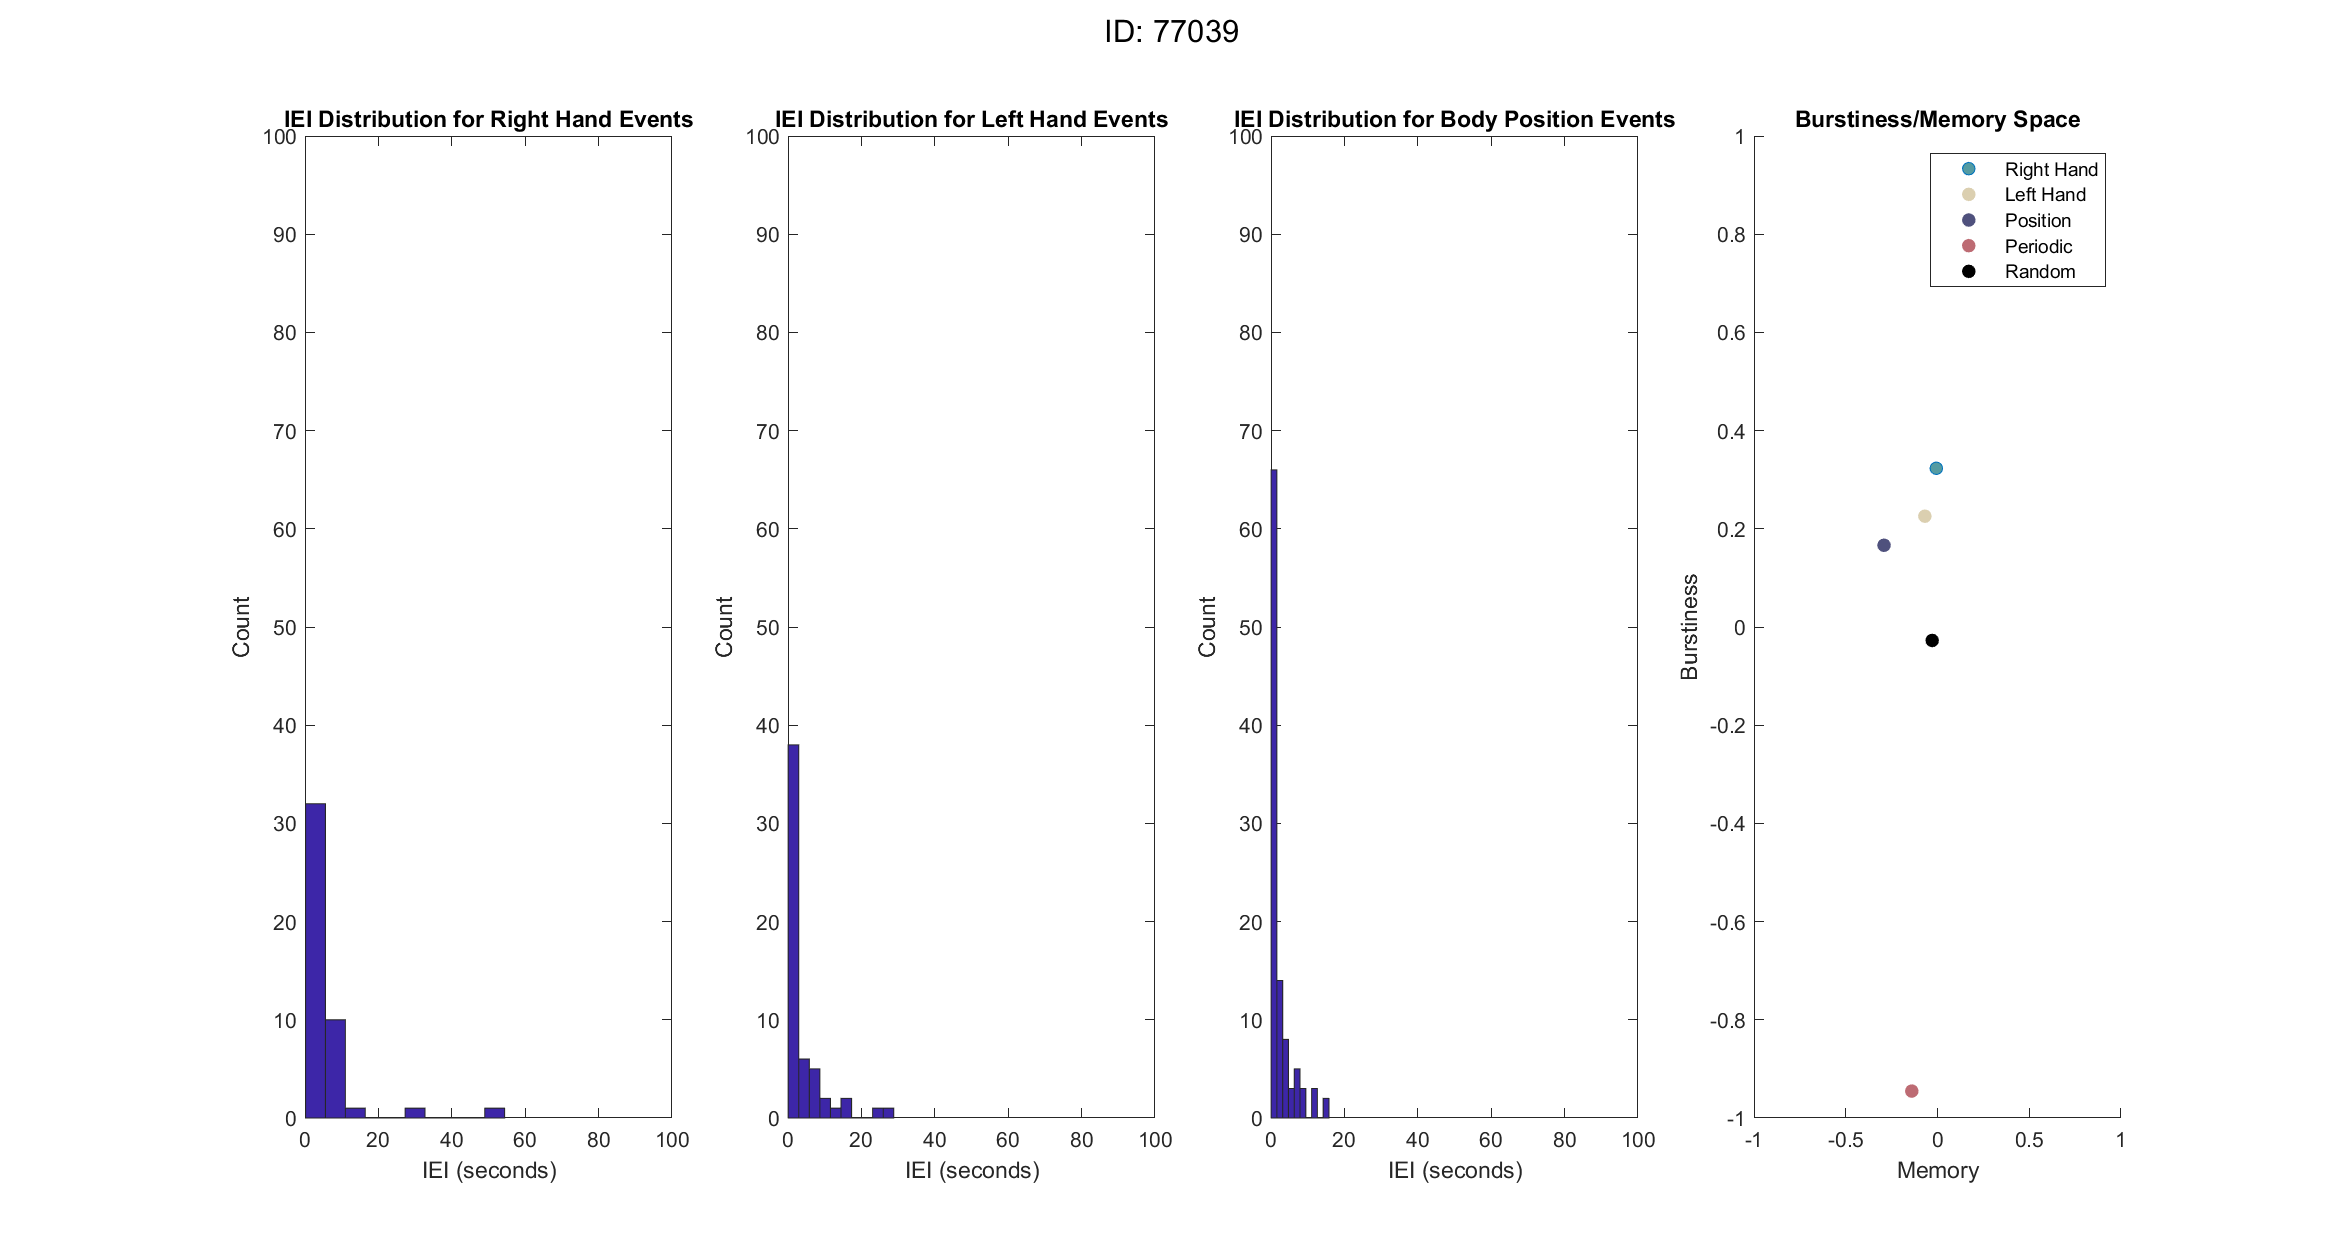 ID: 77039
IEI Distribution for Right Hand Events
100
90
80
70
60
50
40
30
20
10
0
Count
0 20 40 60 80 100
IEI (seconds)
IEI Distribution for Left Hand Events
100
90
80
70
60
50
40
30
20
10
0
Count
0 20 40 60 80 100
IEI (seconds)
IEI Distribution for Body Position Events
100
90
80
70
60
50
40
30
20
10
0
Count
0 20 40 60 80 100
IEI (seconds)
Burstiness/Memory Space
Right Hand
Left Hand
Position
Periodic
Random
1
0.8
0.6
0.4
0.2
0
-0.2
-0.4
-0.6
-0.8
-1
Burstiness
-1 -0.5 0 0.5 1
Memory